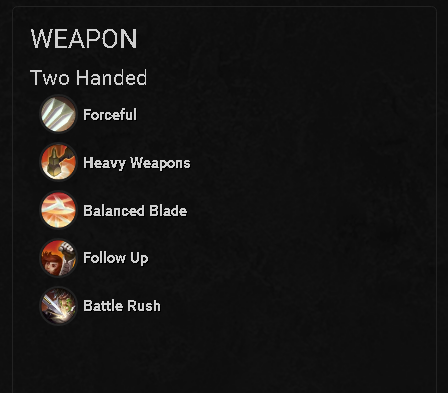 WEAPON
Two Handed
Forceful
Heavy Weapons
Balanced Blade
Follow Up
Battle Rush